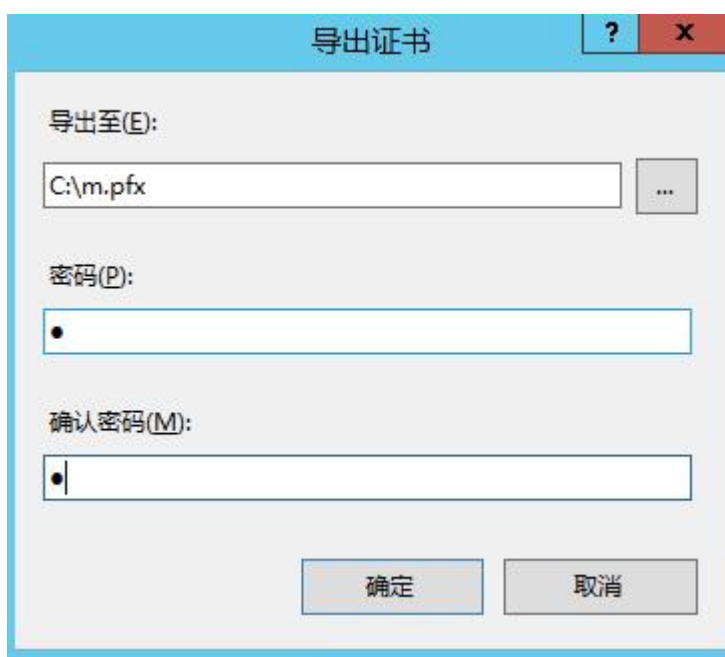 导出证书
? x
导出至(E):
C:\m.pfx
...
密码(P):
●
确认密码(M):
●
确定
取消